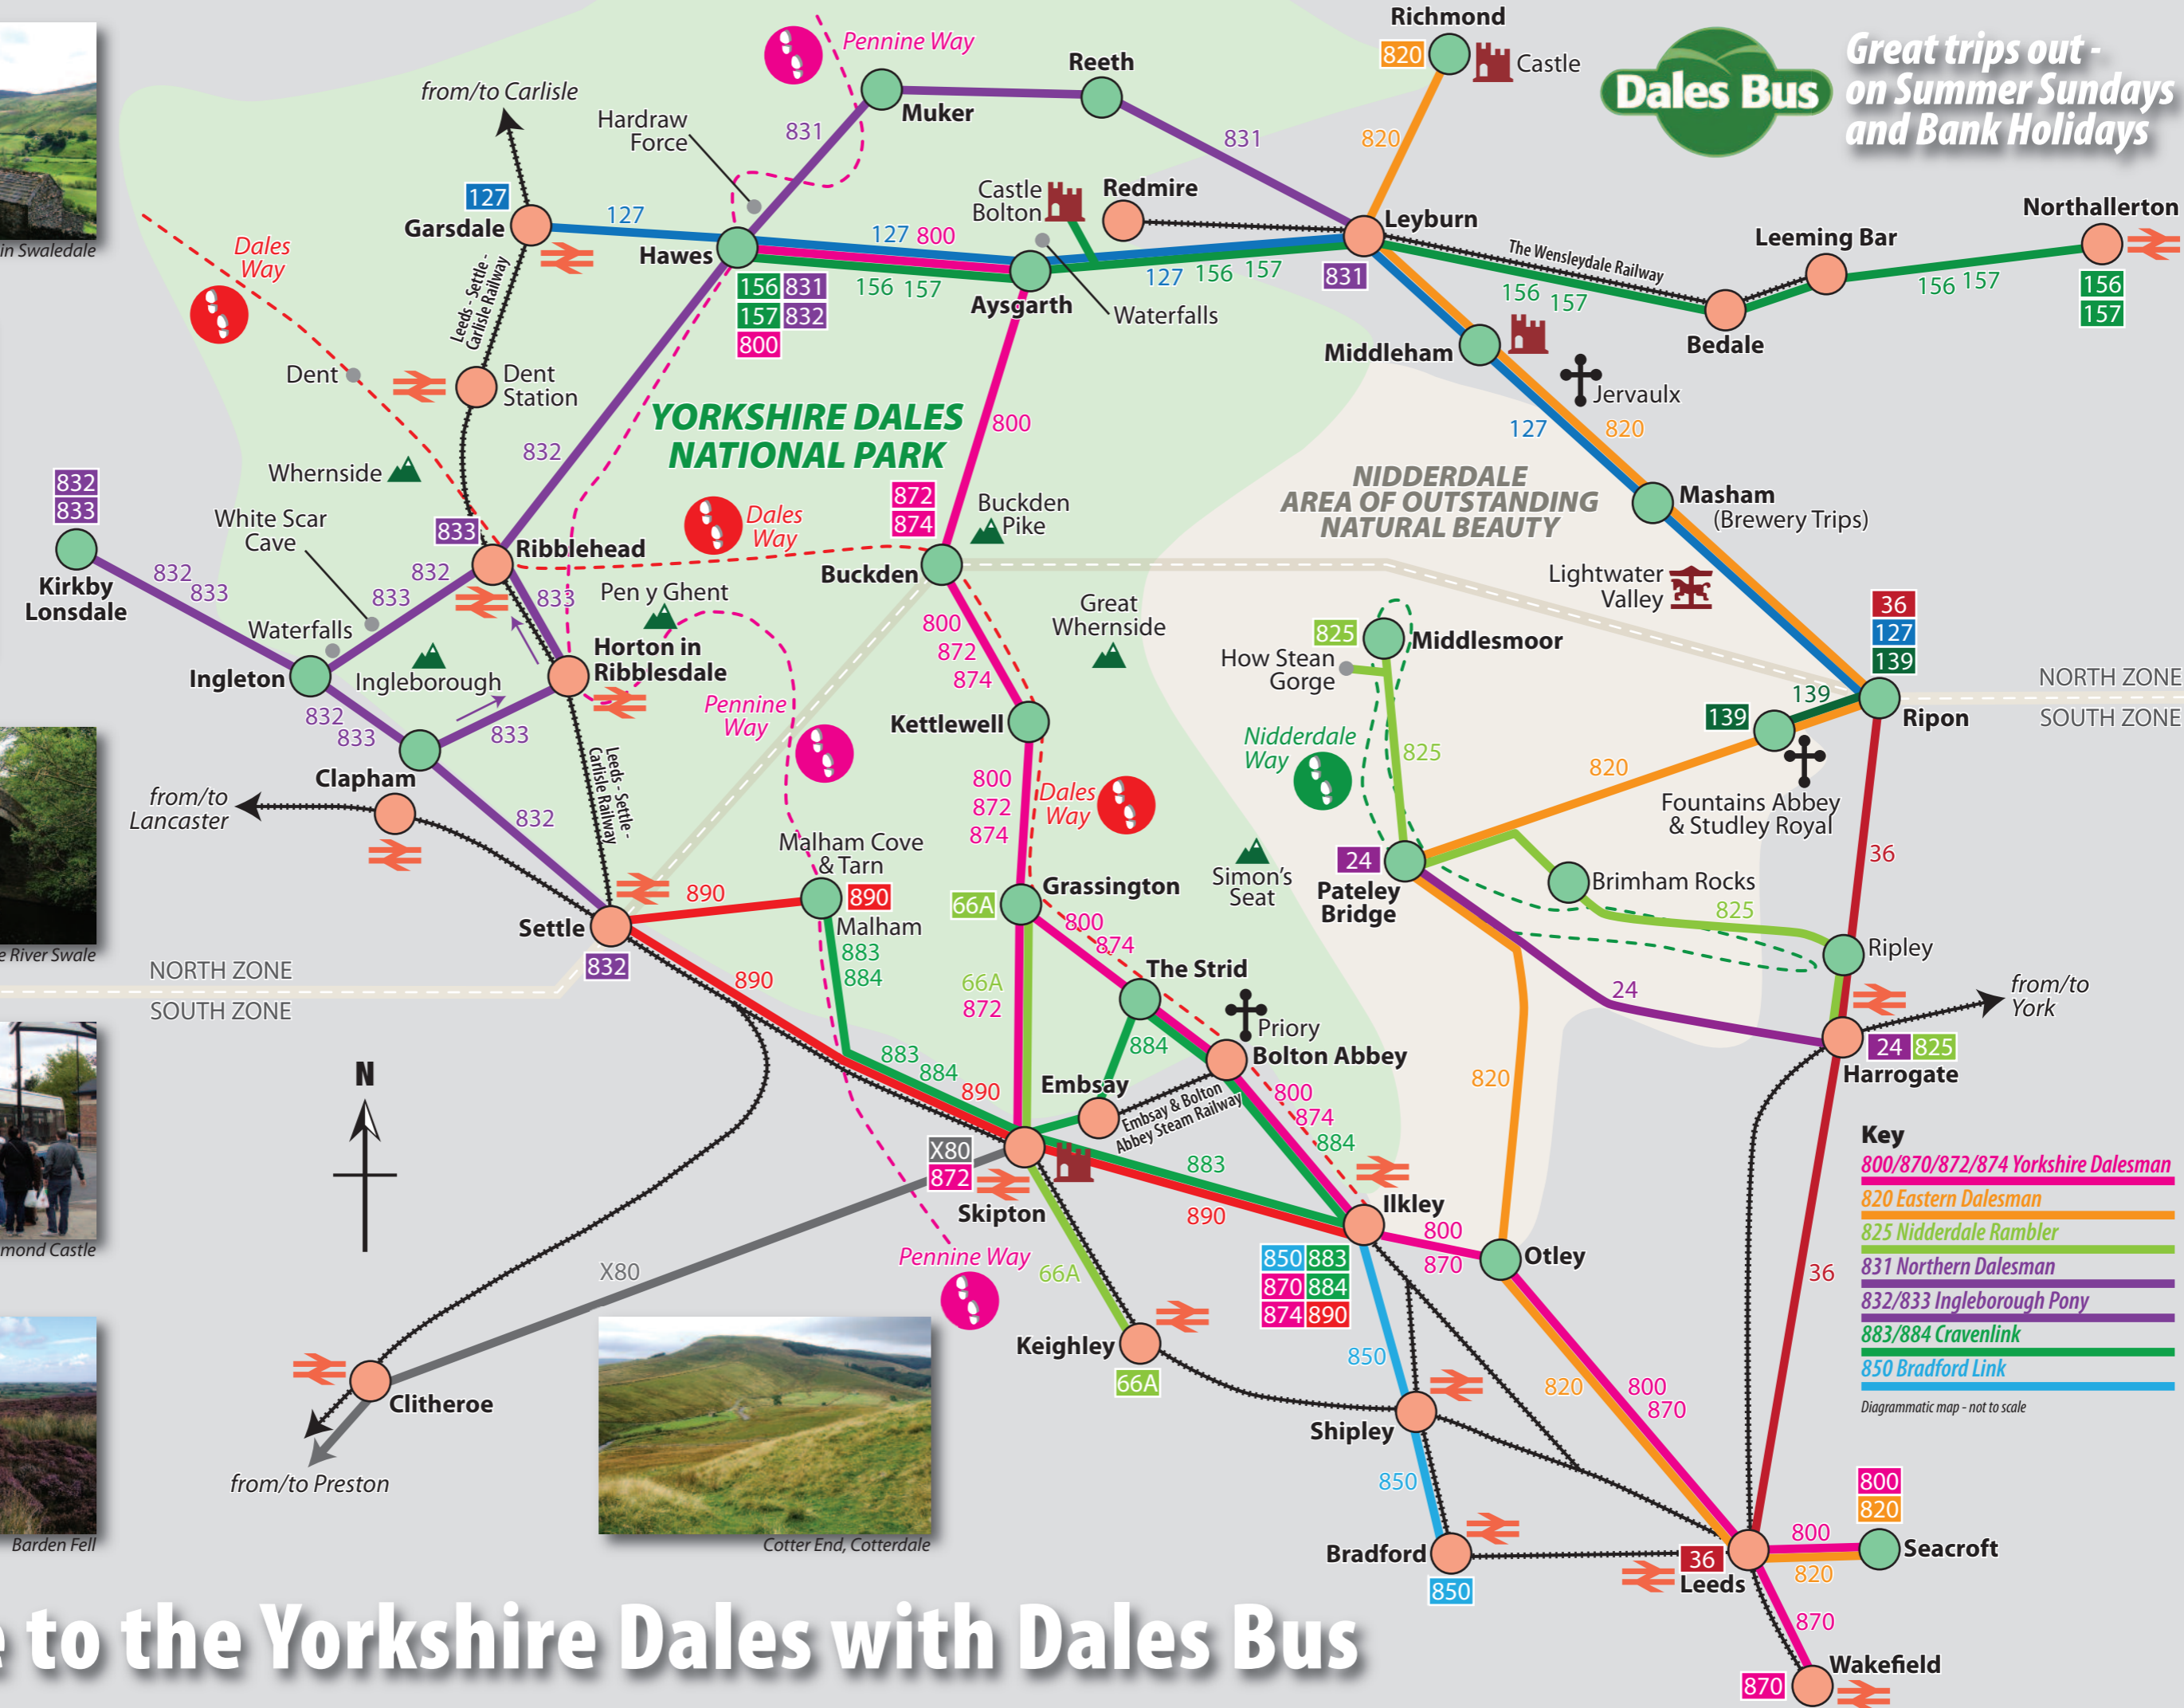 Richmond
820
Castle
Dales Bus
Great trips out -
on Summer Sundays
and Bank Holidays
Pennine Way
Reeth
Muker
from/to Carlisle
Hardraw
Force
831
831
820
in Swaledale
127
Garsdale
127
Hawes
127 800
156 157
156 831
157 832
800
Castle
Bolton
Redmire
Aysgarth
Waterfalls
127 156 157
Leyburn
831
The Wensleydale Railway
156 157
Leeming Bar
Bedale
156 157
Northallerton
156
157
Dales
Way
Leeds - Settle -
Carlisle Railway
Dent
Dent
Station
Middleham
Jervaulx
127
820
YORKSHIRE DALES
NATIONAL PARK
800
832
Whernside
NIDDERDALE
AREA OF OUTSTANDING
NATURAL BEAUTY
Masham
(Brewery Trips)
832
833
Kirkby
Lonsdale
White Scar
Cave
833
Ribblehead
Dales
Way
872
874
Buckden
Pike
Buckden
Lightwater
Valley
832
833
832
833
833
Waterfalls
Ingleton
Ingleborough
Pen y Ghent
Horton in
Ribblesdale
800
872
874
Great
Whernside
825
Middlesmoor
How Stean
Gorge
36
127
139
139
139
Ripon
NORTH ZONE
SOUTH ZONE
832
833
833
Clapham
Pennine
Way
Kettlewell
Nidderdale
Way
825
820
Fountains Abbey
& Studley Royal
from/to
Lancaster
832
Leeds - Settle -
Carlisle Railway
800
872
874
Dales
Way
36
Malham Cove
& Tarn
890
890
Malham
Settle
832
883
884
Grassington
66A
800
874
Simon's
Seat
24
Pateley
Bridge
Brimham Rocks
825
Ripley
e River Swale
NORTH ZONE
SOUTH ZONE
890
66A
872
The Strid
884
Priory
Bolton Abbey
24
from/to
York
24 825
Harrogate
N
883
884
890
Embsay
Embsay & Bolton
Abbey Steam Railway
800
874
884
820
X80
872
Skipton
883
890
Ilkley
800
870
Otley
850 883
870 884
874 890
Key
800/870/872/874 Yorkshire Dalesman
820 Eastern Dalesman
825 Nidderdale Rambler
831 Northern Dalesman
832/833 Ingleborough Pony
883/884 Cravenlink
850 Bradford Link
Diagrammatic map - not to scale
mond Castle
X80
Pennine Way
66A
Keighley
66A
850
36
Clitheroe
Shipley
820
800
870
from/to Preston
850
Barden Fell
Cotter End, Cotterdale
Bradford
850
36
Leeds
800
820
800
820
Seacroft
870
Wakefield
870
e to the Yorkshire Dales with Dales Bus